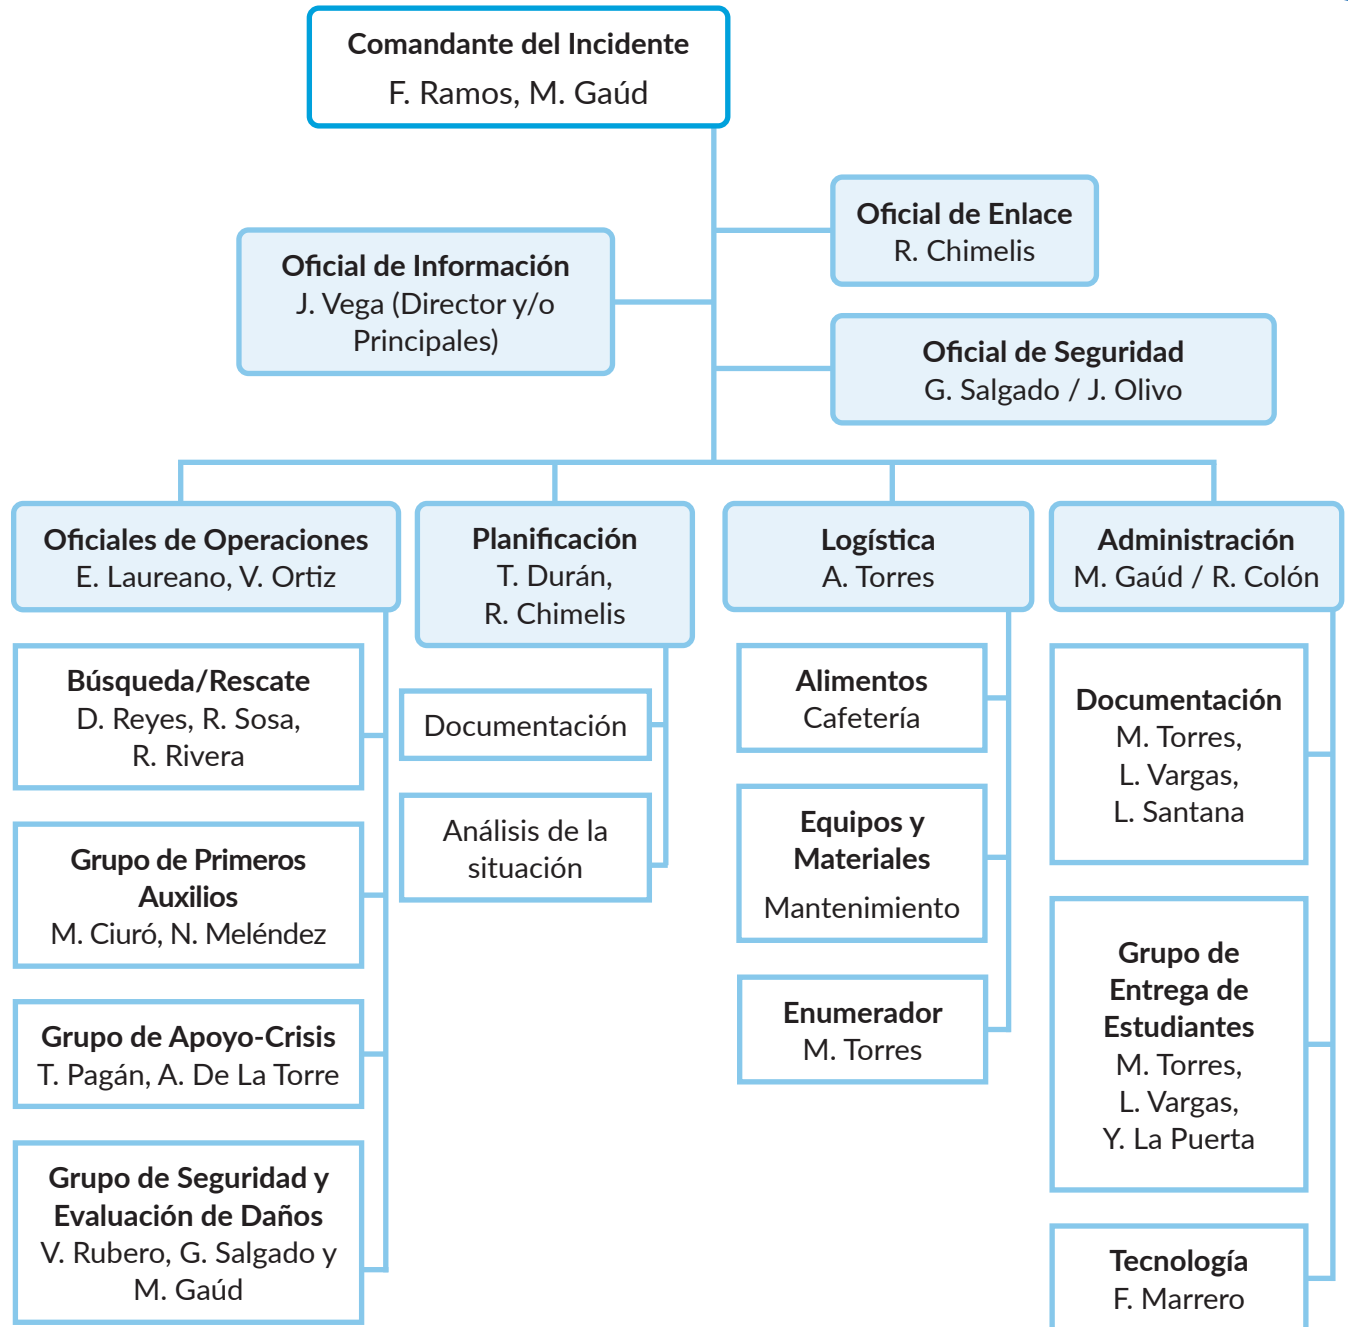 Comandante del Incidente
F. Ramos, M. Gaúd
Oficial de Enlace
R. Chimelis
Oficial de Información
J. Vega (Director y/o
Principales)
Oficial de Seguridad
G. Salgado / J. Olivo
Oficiales de Operaciones
E. Laureano, V. Ortiz
Búsqueda/Rescate
D. Reyes, R. Sosa,
R. Rivera
Grupo de Primeros
Auxilios
M. Ciuró, N. Meléndez
Grupo de Apoyo-Crisis
T. Pagán, A. De La Torre
Grupo de Seguridad y
Evaluación de Daños
V. Rubero, G. Salgado y
M. Gaúd
Planificación
T. Durán,
R. Chimelis
Documentación
Análisis de la
situación
Logística
A. Torres
Alimentos
Cafetería
Equipos y
Materiales
Mantenimiento
Enumerador
M. Torres
Administración
M. Gaúd / R. Colón
Documentación
M. Torres,
L. Vargas,
L. Santana
Grupo de
Entrega de
Estudiantes
M. Torres,
L. Vargas,
Y. La Puerta
Tecnología
F. Marrero